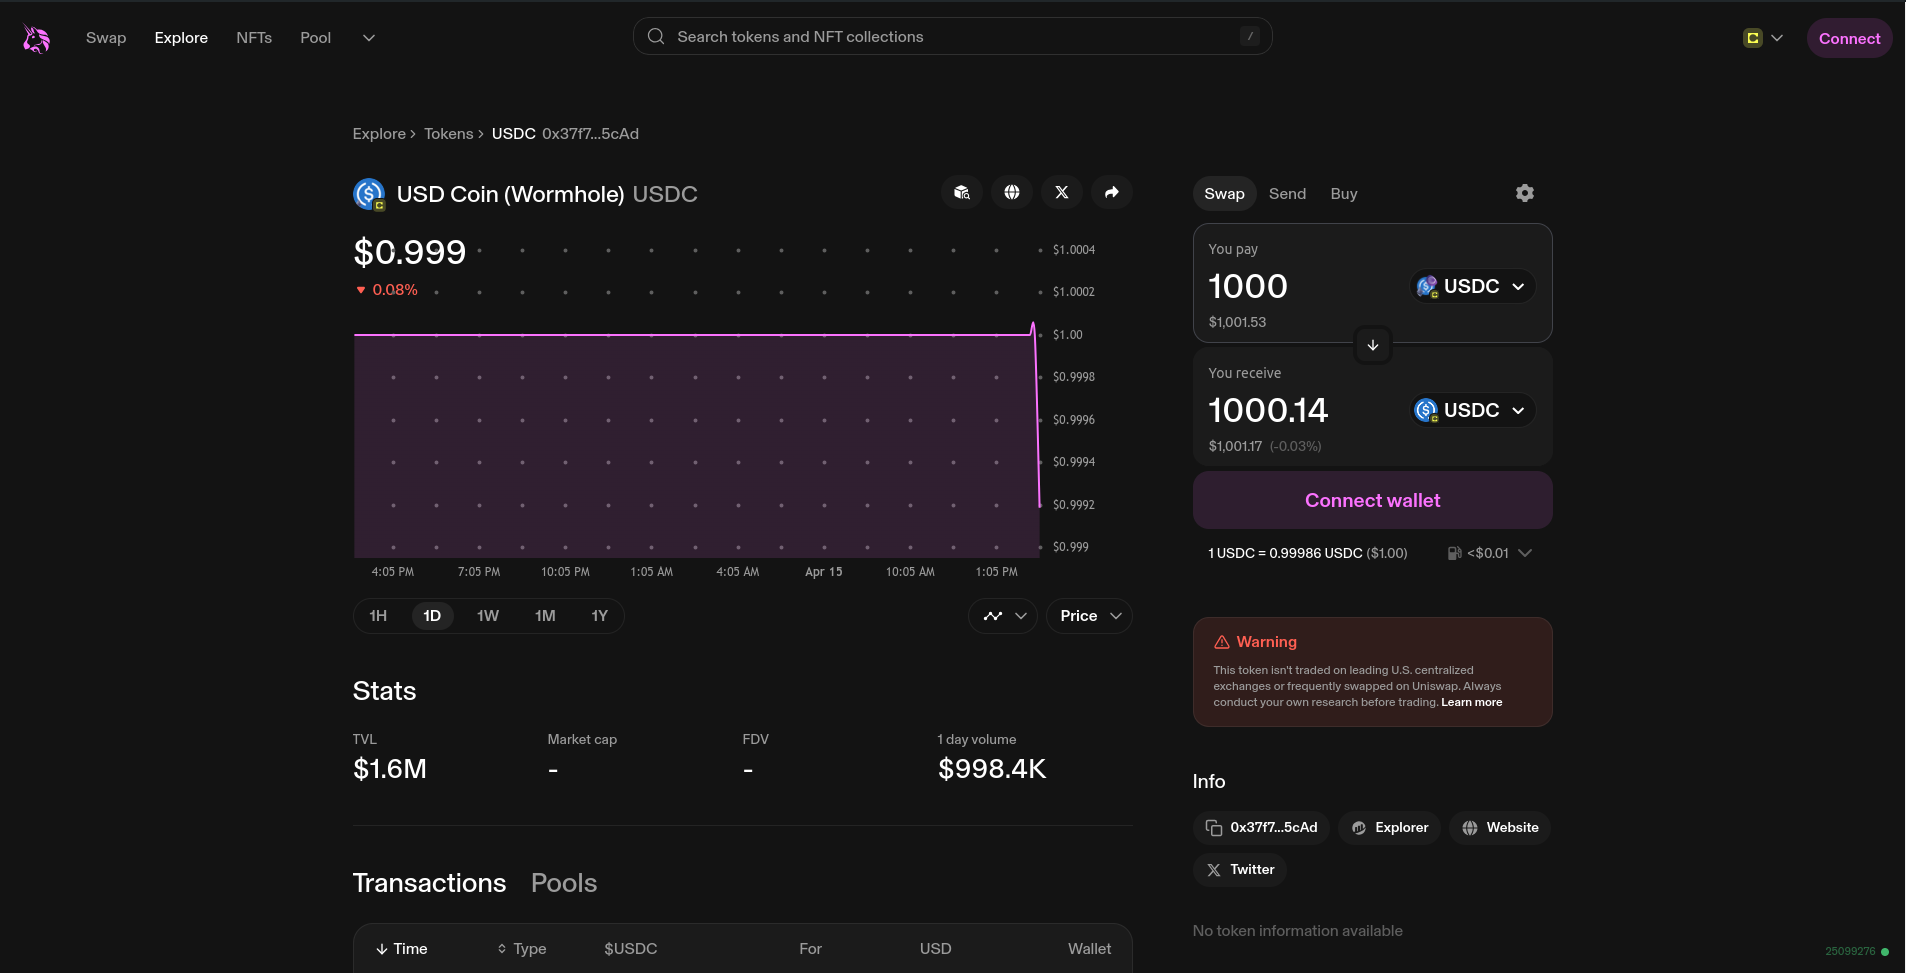 Swap Explore NFTs Pool Search tokens and NFT collections / Connect
Explore > Tokens > USDC 0x37f7...5cAd
USD Coin (Wormhole) USDC
$0.999
0.08%
$1.0004
$1.0002
$1.00
$0.9998
$0.9996
$0.9994
$0.9992
$0.999
4:05 PM 7:05 PM 10:05 PM 1:05 AM 4:05 AM Apr 15 10:05 AM 1:05 PM
1H 1D 1W 1M 1Y Price
Stats
TVL Market cap FDV 1 day volume
$1.6M - - $998.4K
Transactions Pools
Time Type $USDC For USD Wallet
Swap Send Buy
You pay
1000 USDC
$1,001.53
You receive
1000.14 USDC
$1,001.17 (-0.03%)
Connect wallet
1 USDC = 0.99986 USDC ($1.00) <$0.01
Warning
This token isn't traded on leading U.S. centralized
exchanges or frequently swapped on Uniswap. Always
conduct your own research before trading. Learn more
Info
0x37f7...5cAd Explorer Website
Twitter
No token information available
25099276